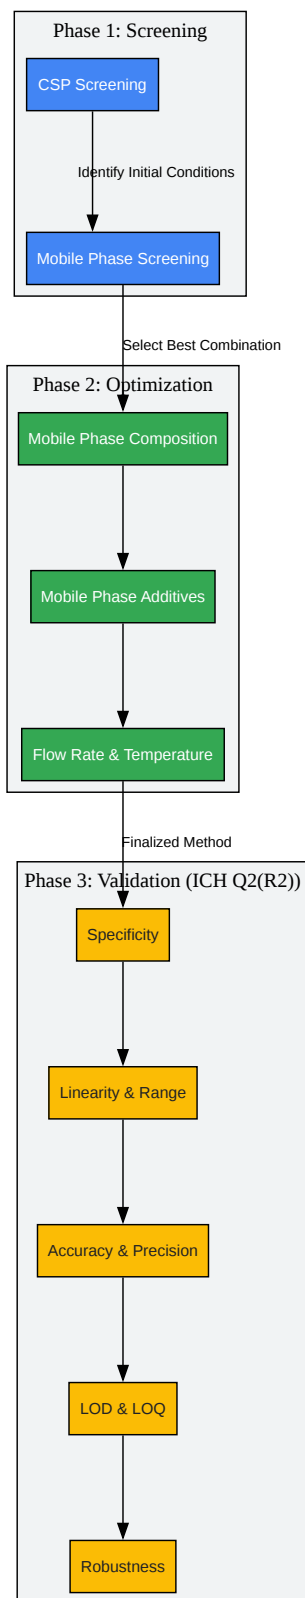 Phase 1: Screening
CSP Screening
Identify Initial Conditions
Mobile Phase Screening
Select Best Combination
Phase 2: Optimization
Mobile Phase Composition
Mobile Phase Additives
Flow Rate & Temperature
Finalized Method
Phase 3: Validation (ICH Q2(R2))
Specificity
Linearity & Range
Accuracy & Precision
LOD & LOQ
Robustness